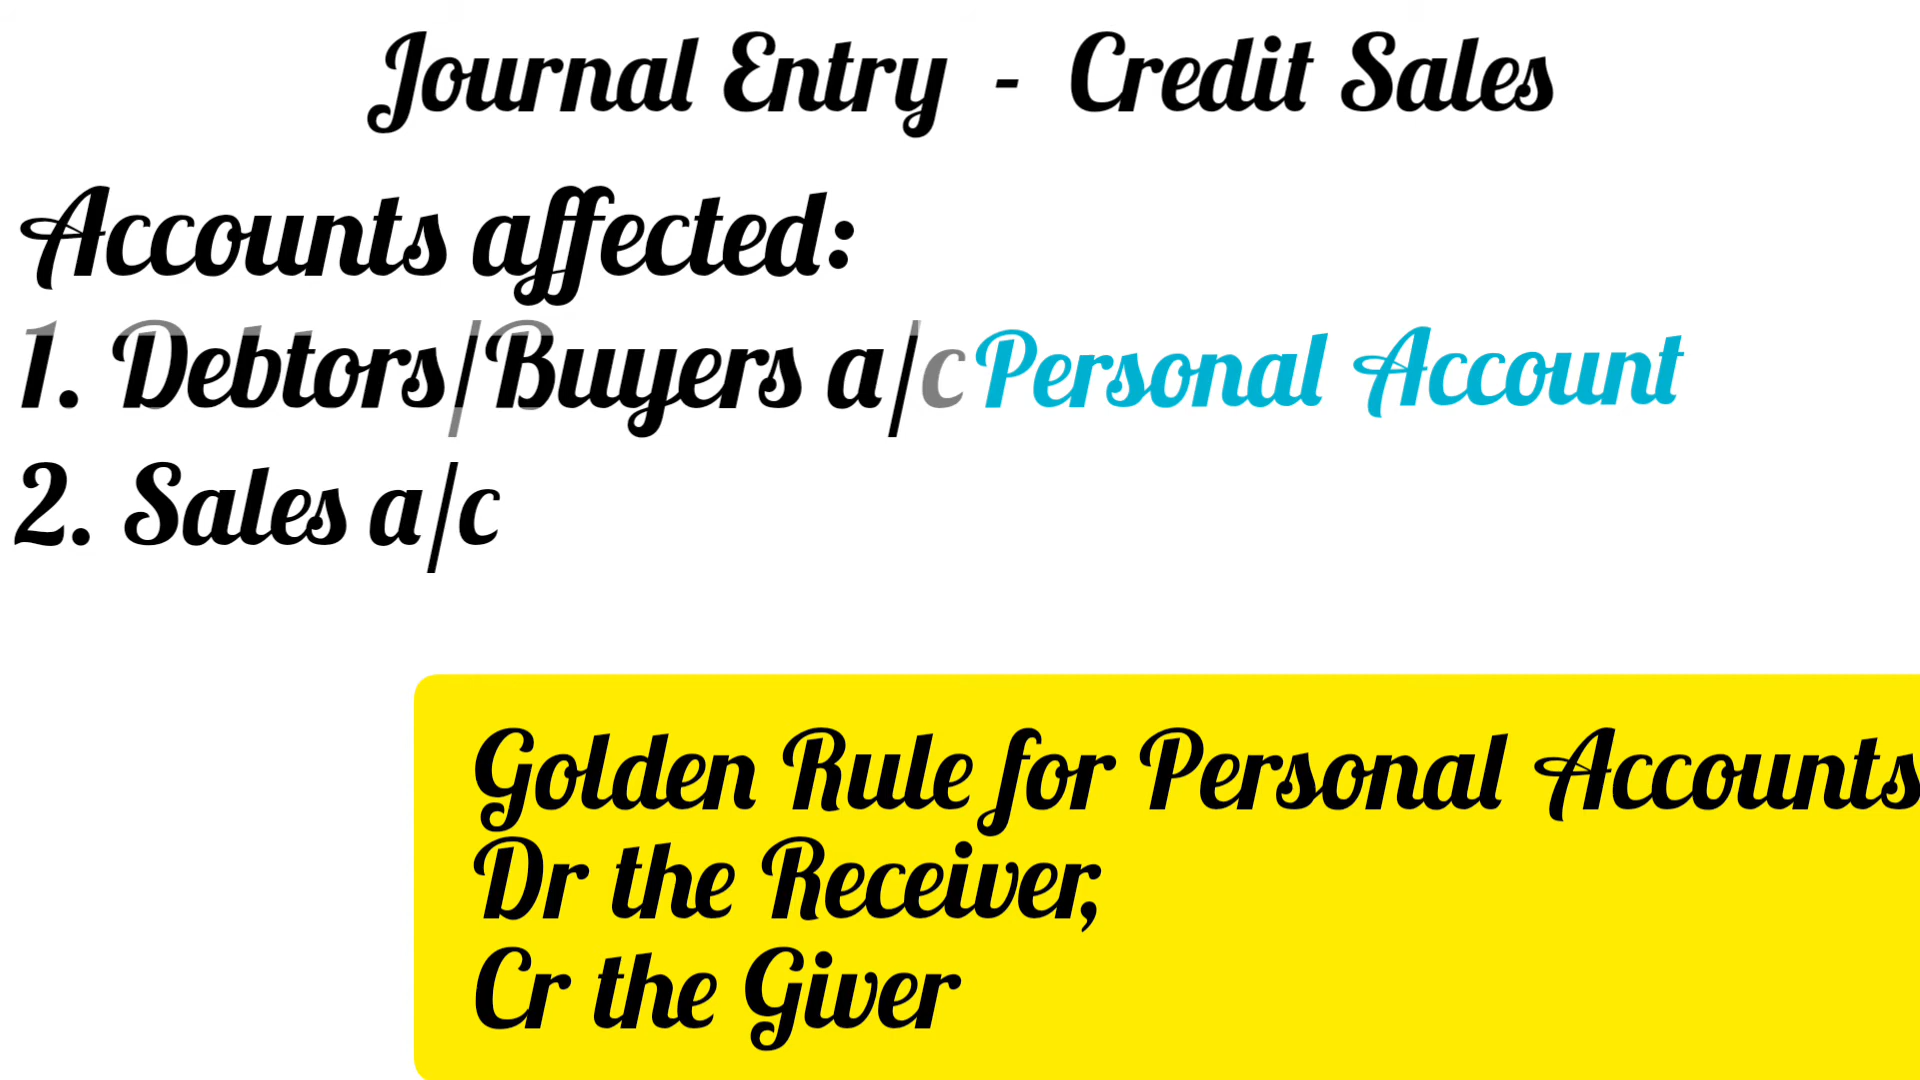 Journal Entry - Credit Sales
Accounts affected:
1. Debtors/Buyers a/c Personal Account
2. Sales a/c
Golden Rule for Personal Accounts
Dr the Receiver,
Cr the Giver